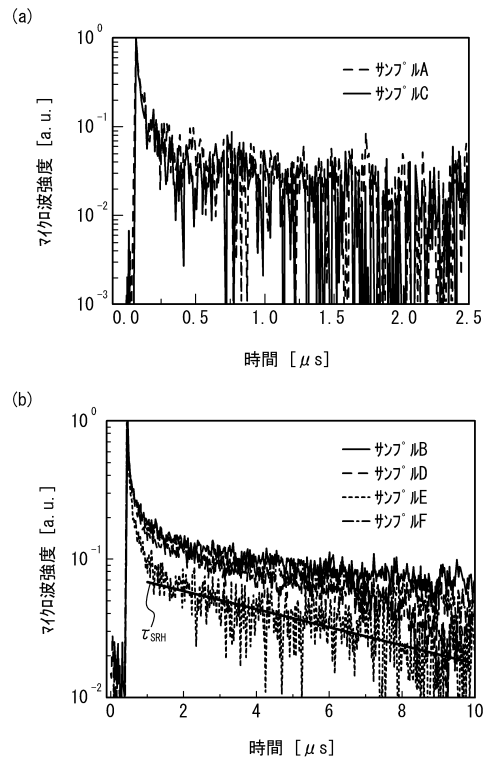 (a)
10⁰
10⁻¹
10⁻²
10⁻³
マイクロ波強度 [a.u.]
サンプルA
サンプルC
0.0 0.5 1.0 1.5 2.0 2.5
時間 [μs]
(b)
10⁰
10⁻¹
10⁻²
マイクロ波強度 [a.u.]
サンプルB
サンプルD
サンプルE
サンプルF
τSRH
0 2 4 6 8 10
時間 [μs]